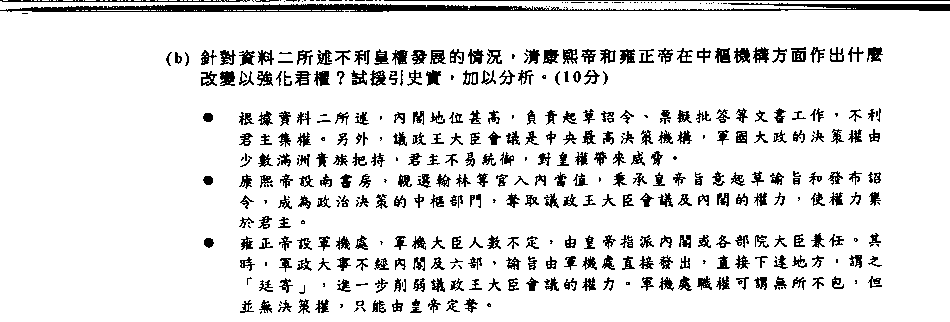 (b) 針對資料二所述不利皇權發展的情況，清康熙帝和雍正帝在中樞機構方面作出什麼
改變以強化君權？試援引史實，加以分析。(10分)
● 根據資料二所述，內閣地位甚高，負責起草詔令、票擬批答等文書工作，不利
君主集權。另外，議政王大臣會議是中央最高決策機構，軍國大政的決策權由
少數滿洲貴族把持，君主不易統御，對皇權帶來威脅。
● 康熙帝設南書房，親選翰林等官入內當值，秉承皇帝旨意起草諭旨和發布詔
令，成為政治決策的中樞部門，奪取議政王大臣會議及內閣的權力，使權力集
於君主。
● 雍正帝設軍機處，軍機大臣人數不定，由皇帝指派內閣或各部院大臣兼任。其
時，軍政大事不經內閣及六部，諭旨由軍機處直接發出，直接下達地方，謂之
「廷寄」，進一步削弱議政王大臣會議的權力。軍機處職權可謂無所不包，但
並無決策權，只能由皇帝定奪。